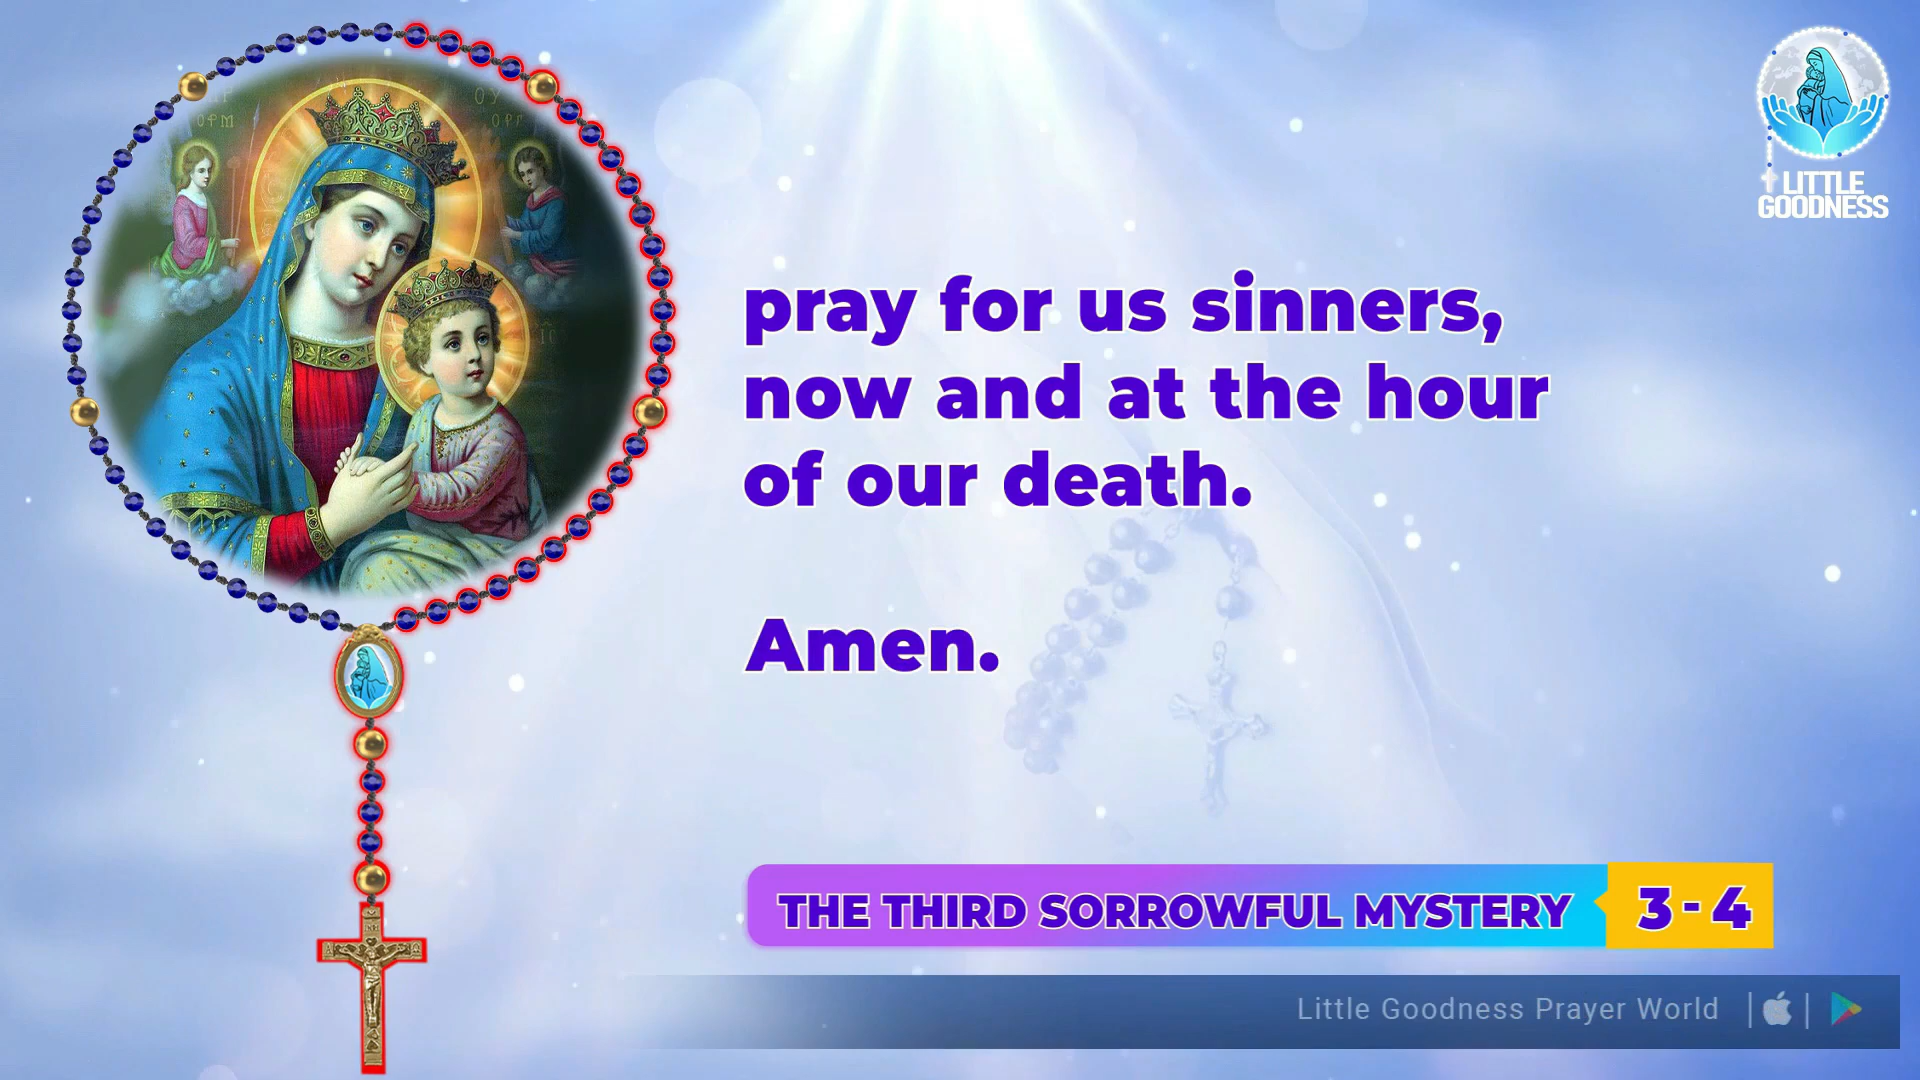 LITTLE
GOODNESS
pray for us sinners,
now and at the hour
of our death.
Amen.
THE THIRD SORROWFUL MYSTERY 3 - 4
Little Goodness Prayer World
INRI